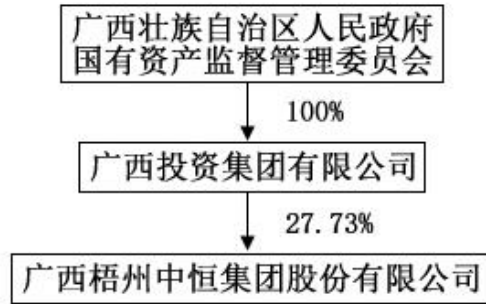 广西壮族自治区人民政府
国有资产监督管理委员会
100%
广西投资集团有限公司
27.73%
广西梧州中恒集团股份有限公司